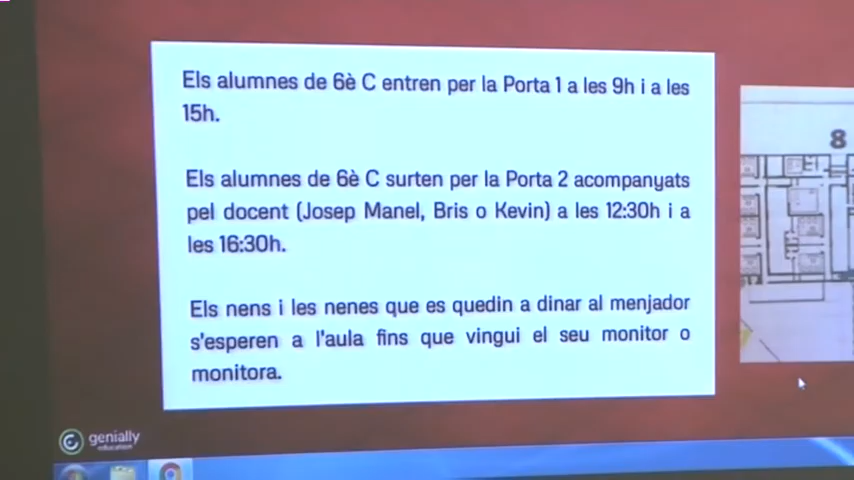 Els alumnes de 6è C entren per la Porta 1 a les 9h i a les
15h.
Els alumnes de 6è C surten per la Porta 2 acompanyats
pel docent (Josep Manel, Bris o Kevin) a les 12:30h i a
les 16:30h.
Els nens i les nenes que es quedin a dinar al menjador
s'esperen a l'aula fins que vingui el seu monitor o
monitora.
8
genially
education